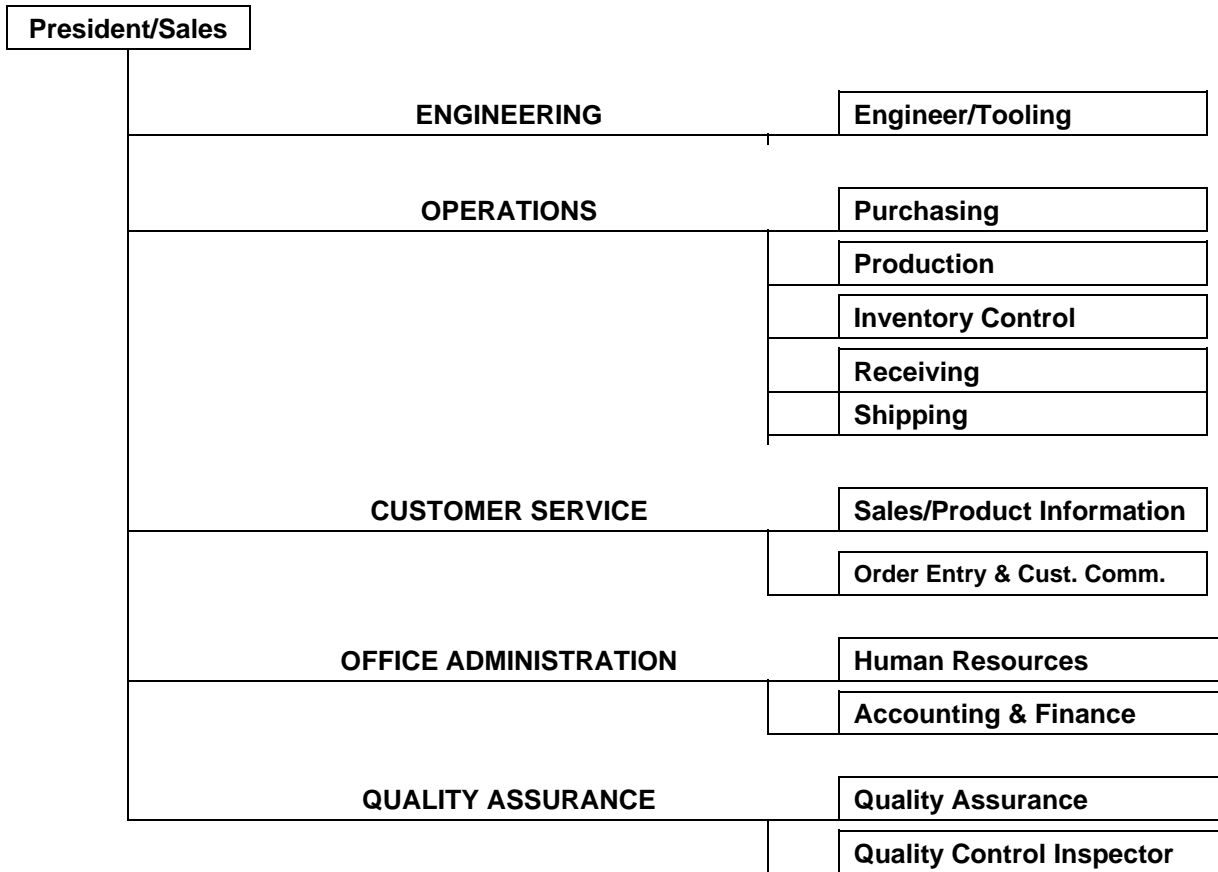 President/Sales
ENGINEERING Engineer/Tooling
OPERATIONS Purchasing
Production
Inventory Control
Receiving
Shipping
CUSTOMER SERVICE Sales/Product Information
Order Entry & Cust. Comm.
OFFICE ADMINISTRATION Human Resources
Accounting & Finance
QUALITY ASSURANCE Quality Assurance
Quality Control Inspector